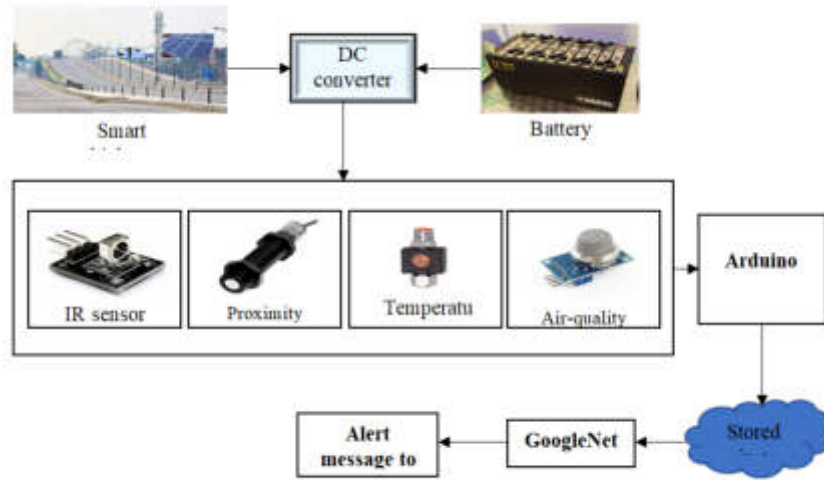 DC
converter
Smart
Battery
IR sensor
Proximity
Temperatu
Air-quality
Arduino
Stored
GoogleNet
Alert
message to